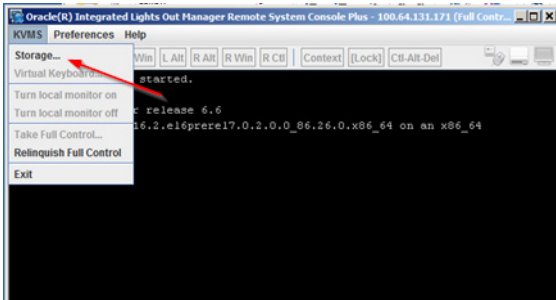 Oracle(R) Integrated Lights Out Manager Remote System Console Plus - 100.64.131.171 (Full Contr...
KVMS Preferences Help
Win L Alt R Alt R Win R Ctl Context [Lock] Ctl-Alt-Del
Storage...
Virtual Keyboard...
Turn local monitor on
Turn local monitor off
Take Full Control...
Relinquish Full Control
Exit
started.
release 6.6
16.2.el6prerel7.0.2.0.0_86.26.0.x86_64 on an x86_64